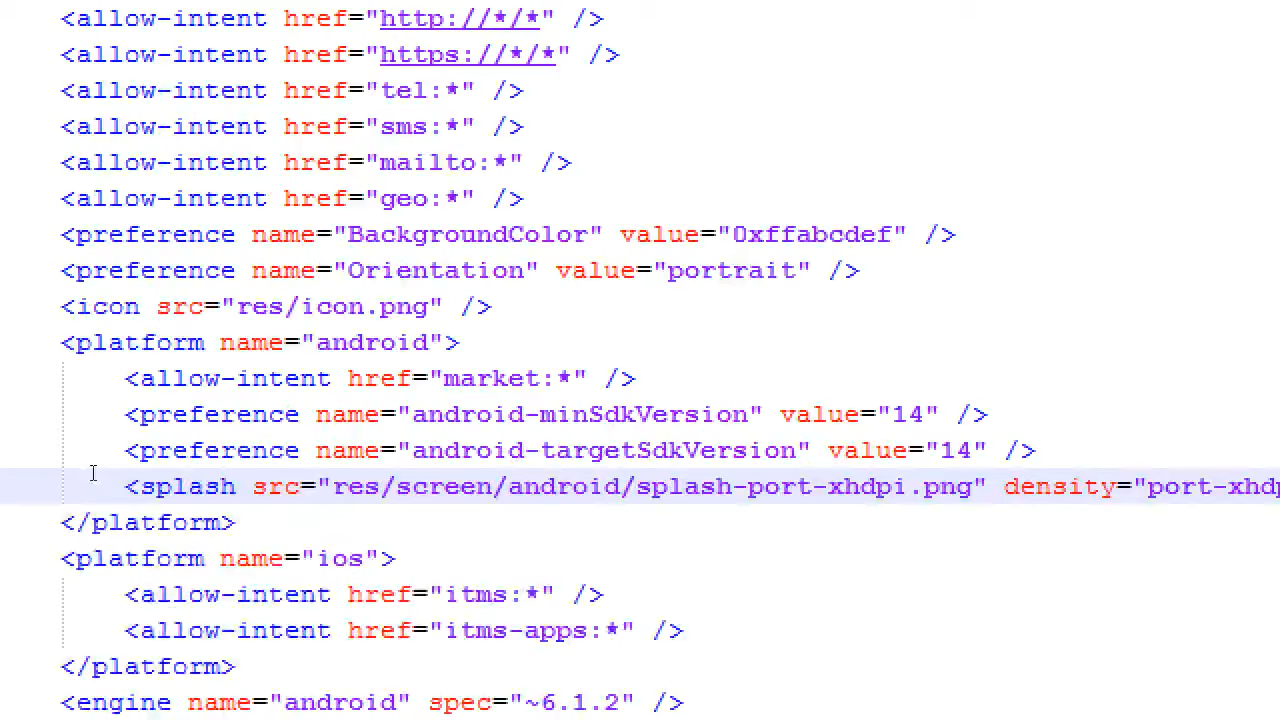 <allow-intent href="http://*/*" />
<allow-intent href="https://*/*" />
<allow-intent href="tel:*" />
<allow-intent href="sms:*" />
<allow-intent href="mailto:*" />
<allow-intent href="geo:*" />
<preference name="BackgroundColor" value="0xffabcdef" />
<preference name="Orientation" value="portrait" />
<icon src="res/icon.png" />
<platform name="android">
<allow-intent href="market:*" />
<preference name="android-minSdkVersion" value="14" />
<preference name="android-targetSdkVersion" value="14" />
<splash src="res/screen/android/splash-port-xhdpi.png" density="port-xhdp
</platform>
<platform name="ios">
<allow-intent href="itms:*" />
<allow-intent href="itms-apps:*" />
</platform>
<engine name="android" spec="~6.1.2" />